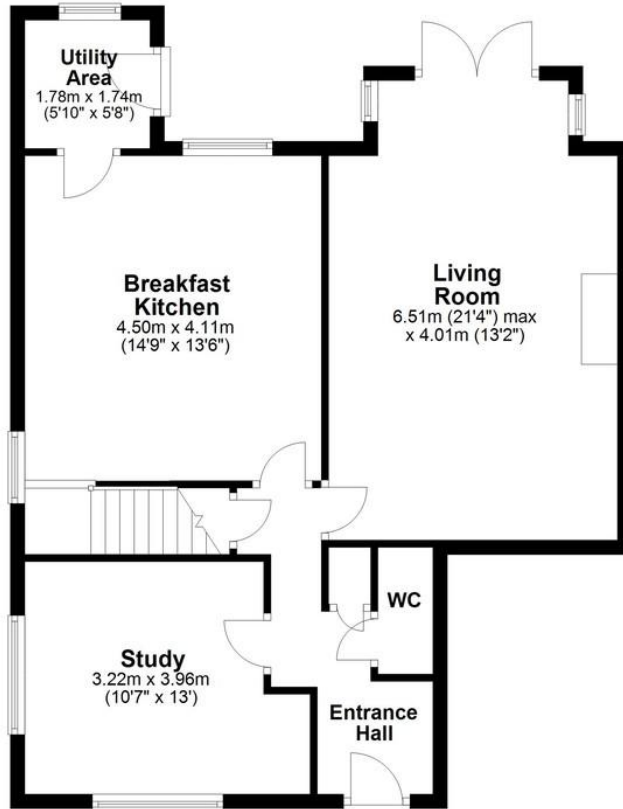 Utility
Area
1.78m x 1.74m
(5'10" x 5'8")
Breakfast
Kitchen
4.50m x 4.11m
(14'9" x 13'6")
Living
Room
6.51m (21'4") max
x 4.01m (13'2")
WC
Study
3.22m x 3.96m
(10'7" x 13')
Entrance
Hall